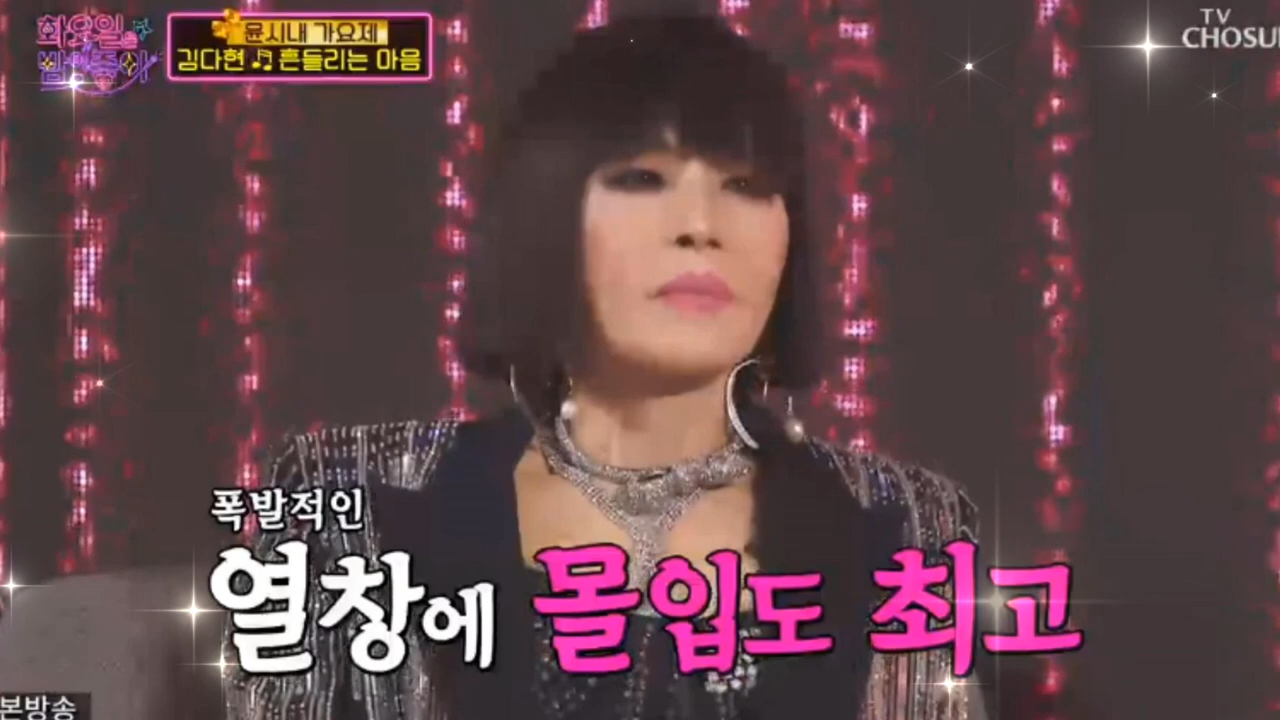 화요일은
밤이좋아
윤시내 가요제
김다현 ♬ 흔들리는 마음
TV
CHOSUN
폭발적인
열창에 몰입도 최고
본방송